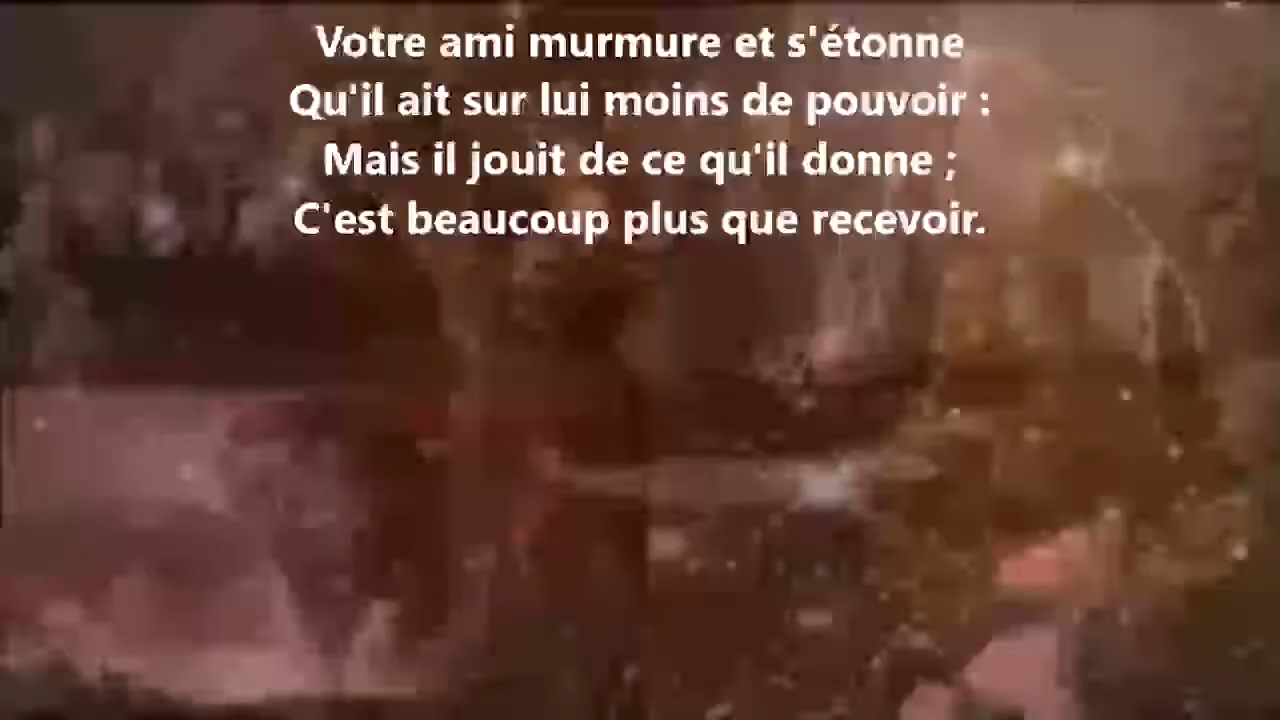 Votre ami murmure et s'étonne
Qu'il ait sur lui moins de pouvoir :
Mais il jouit de ce qu'il donne ;
C'est beaucoup plus que recevoir.